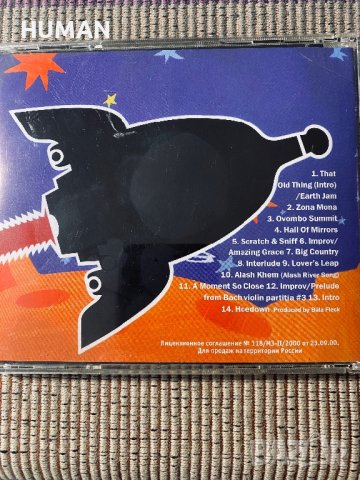 HUMAN
1. That
Old Thing (Intro)
/Earth Jam
2. Zona Mona
3. Ovombo Summit
4. Hall Of Mirrors
5. Scratch & Sniff 6. Improv/
Amazing Grace 7. Big Country
8. Interlude 9. Lover's Leap
10. Alash Khem (Alash River Song)
11. A Moment So Close 12. Improv/Prelude
from Bach violin partitia #3 13. Intro
14. Hoedown Produced by Béla Fleck
Лицензионное соглашение № 118/МЗ-Л/2000 от 23.09.00.
Для продаж на территории России